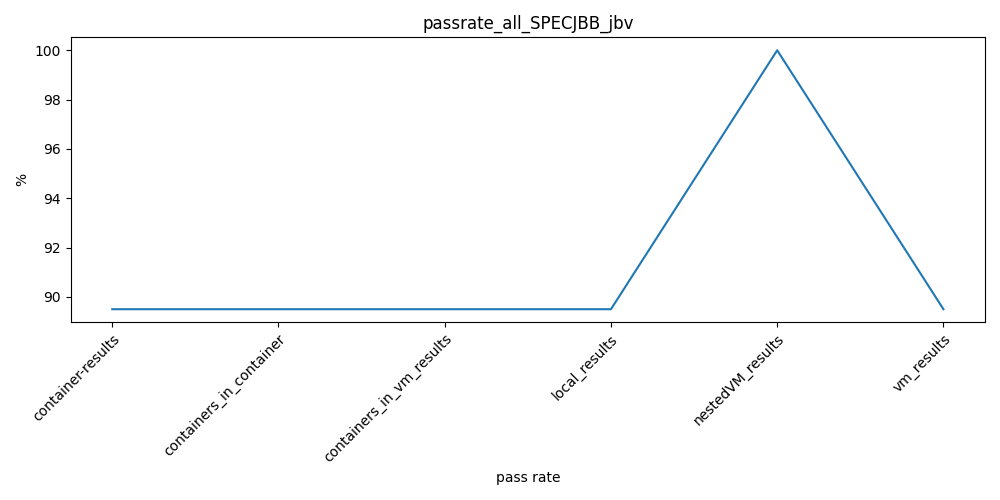 passrate_all_SPECJBB_jbv
100
98
96
94
92
90
%
container-results
containers_in_container
containers_in_vm_results
local_results
nestedVM_results
vm_results
pass rate